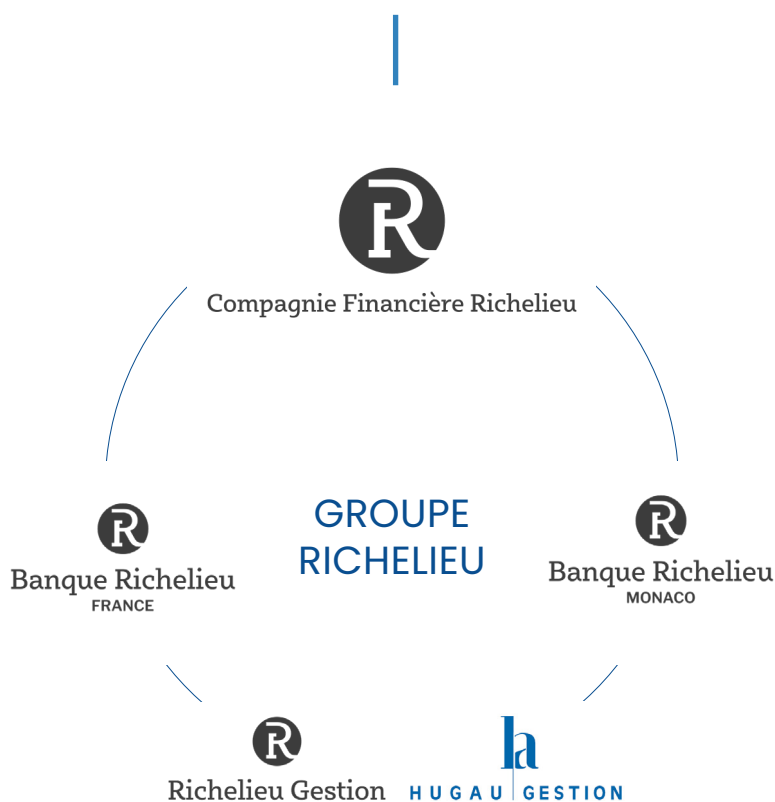 Compagnie Financière Richelieu
GROUPE
RICHELIEU
Banque Richelieu
FRANCE
Banque Richelieu
MONACO
Richelieu Gestion
HUGAU GESTION